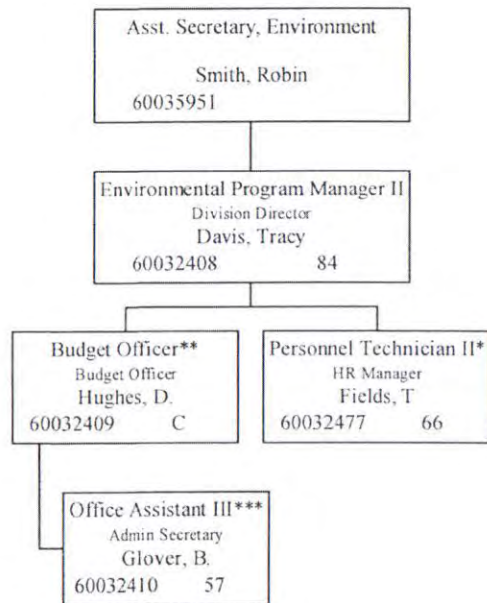 Asst. Secretary, Environment
Smith, Robin
60035951
Environmental Program Manager II
Division Director
Davis, Tracy
60032408 84
Budget Officer**
Budget Officer
Hughes, D.
60032409 C
Personnel Technician II*
HR Manager
Fields, T
60032477 66
Office Assistant III***
Admin Secretary
Glover, B.
60032410 57